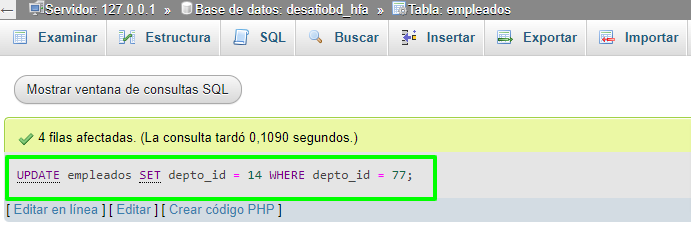 Servidor: 127.0.0.1 » Base de datos: desafiobd_hfa » Tabla: empleados
Examinar Estructura SQL Buscar Insertar Exportar Importar
Mostrar ventana de consultas SQL
4 filas afectadas. (La consulta tardó 0,1090 segundos.)
UPDATE empleados SET depto_id = 14 WHERE depto_id = 77;
[ Editar en línea ] [ Editar ] [ Crear código PHP ]